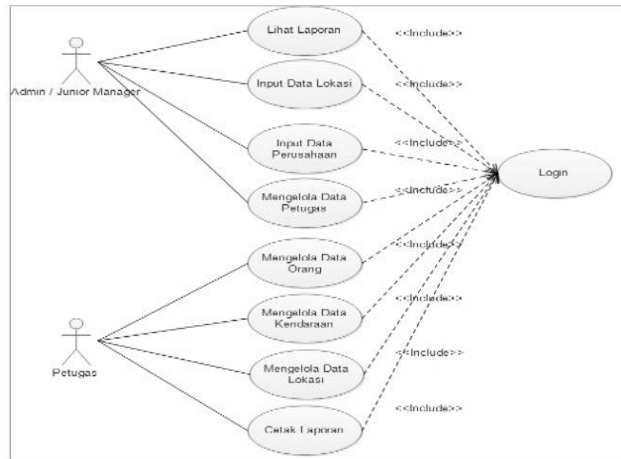 Lihat Laporan
<<Include>>
Input Data Lokasi
<<Include>>
Admin / Junior Manager
Input Data
Perusahaan
<<Include>>
Login
Mengelola Data
Petugas
<<Include>>
Mengelola Data
Orang
<<Include>>
Mengelola Data
Kendaraan
<<Include>>
Petugas
Mengelola Data
Lokasi
<<Include>>
Cetak Laporan
<<Include>>